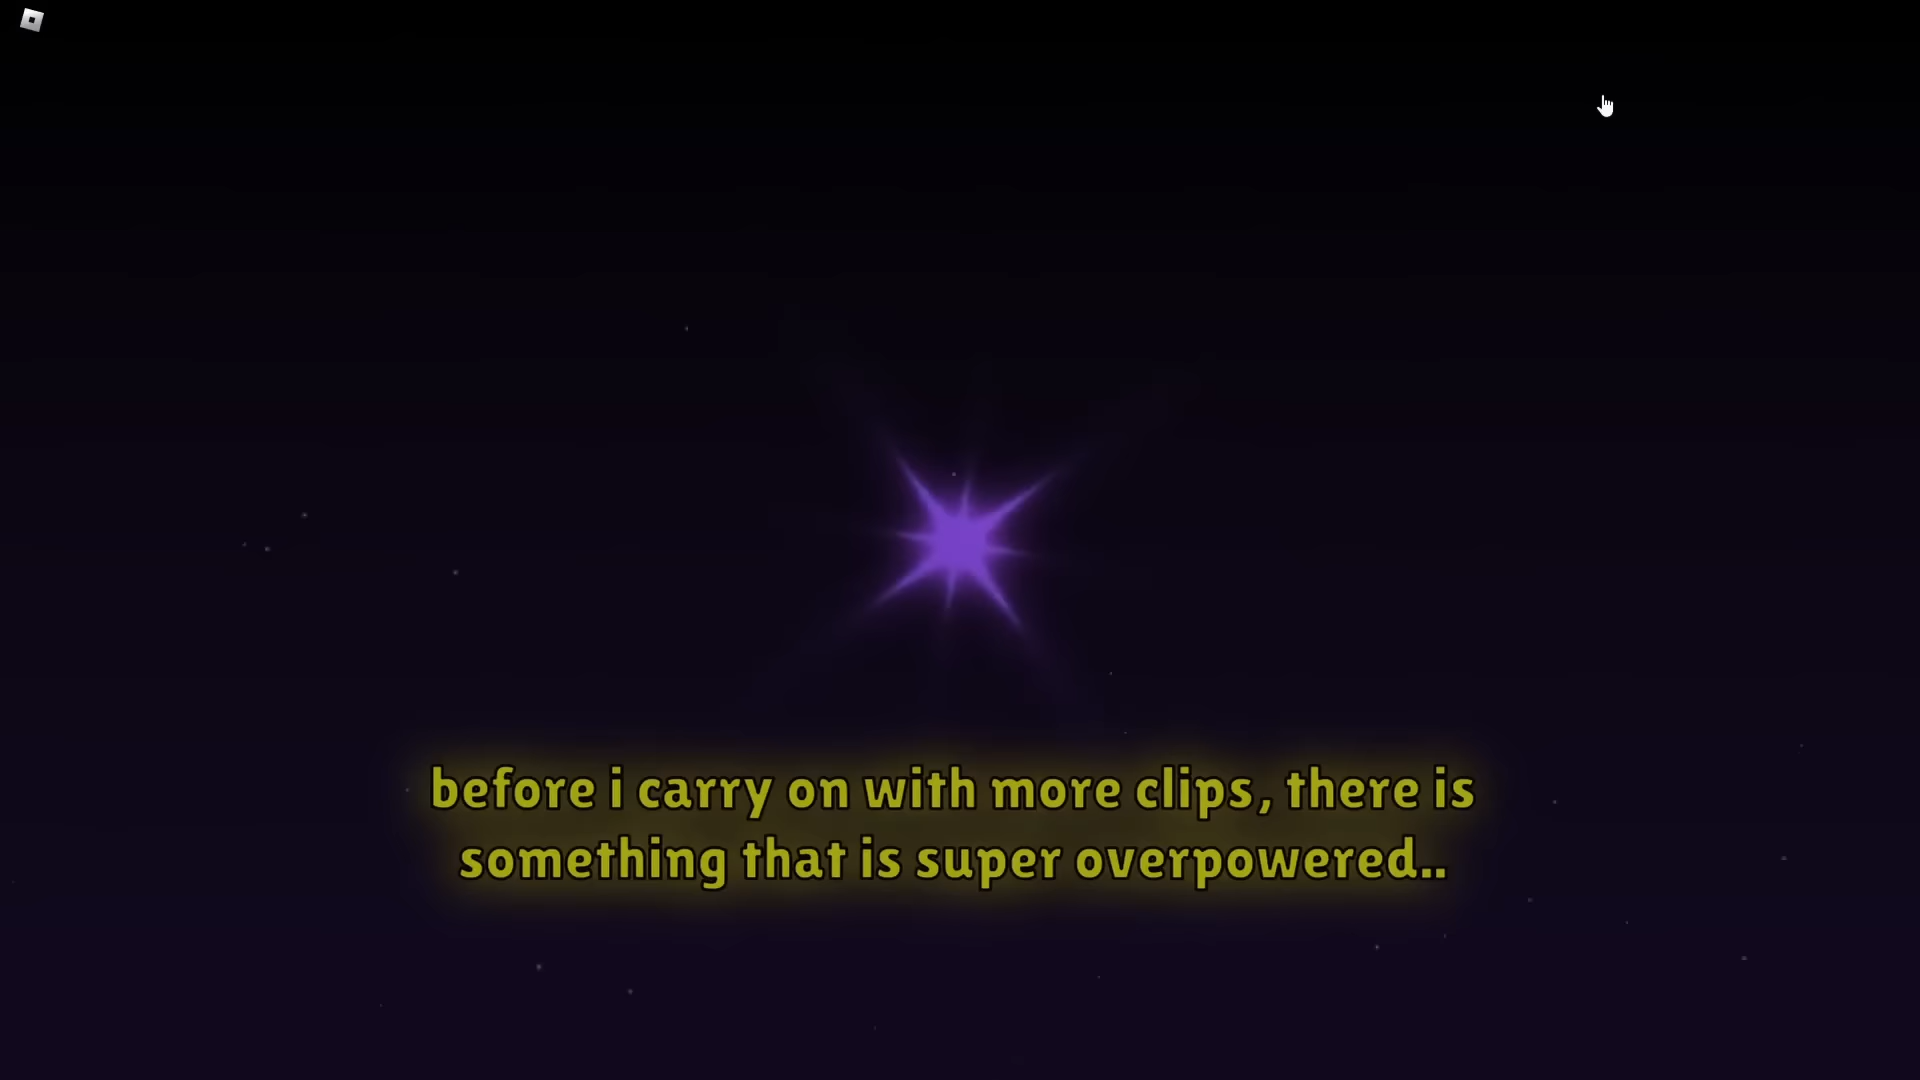 before i carry on with more clips, there is
something that is super overpowered..